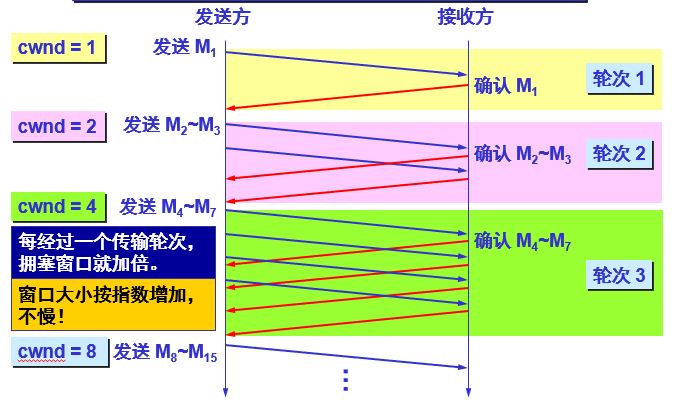 发送方 接收方
cwnd = 1 发送 M1
确认 M1 轮次 1
cwnd = 2 发送 M2~M3
确认 M2~M3 轮次 2
cwnd = 4 发送 M4~M7
确认 M4~M7
每经过一个传输轮次，
拥塞窗口就加倍。
轮次 3
窗口大小按指数增加，
不慢！
cwnd = 8 发送 M8~M15